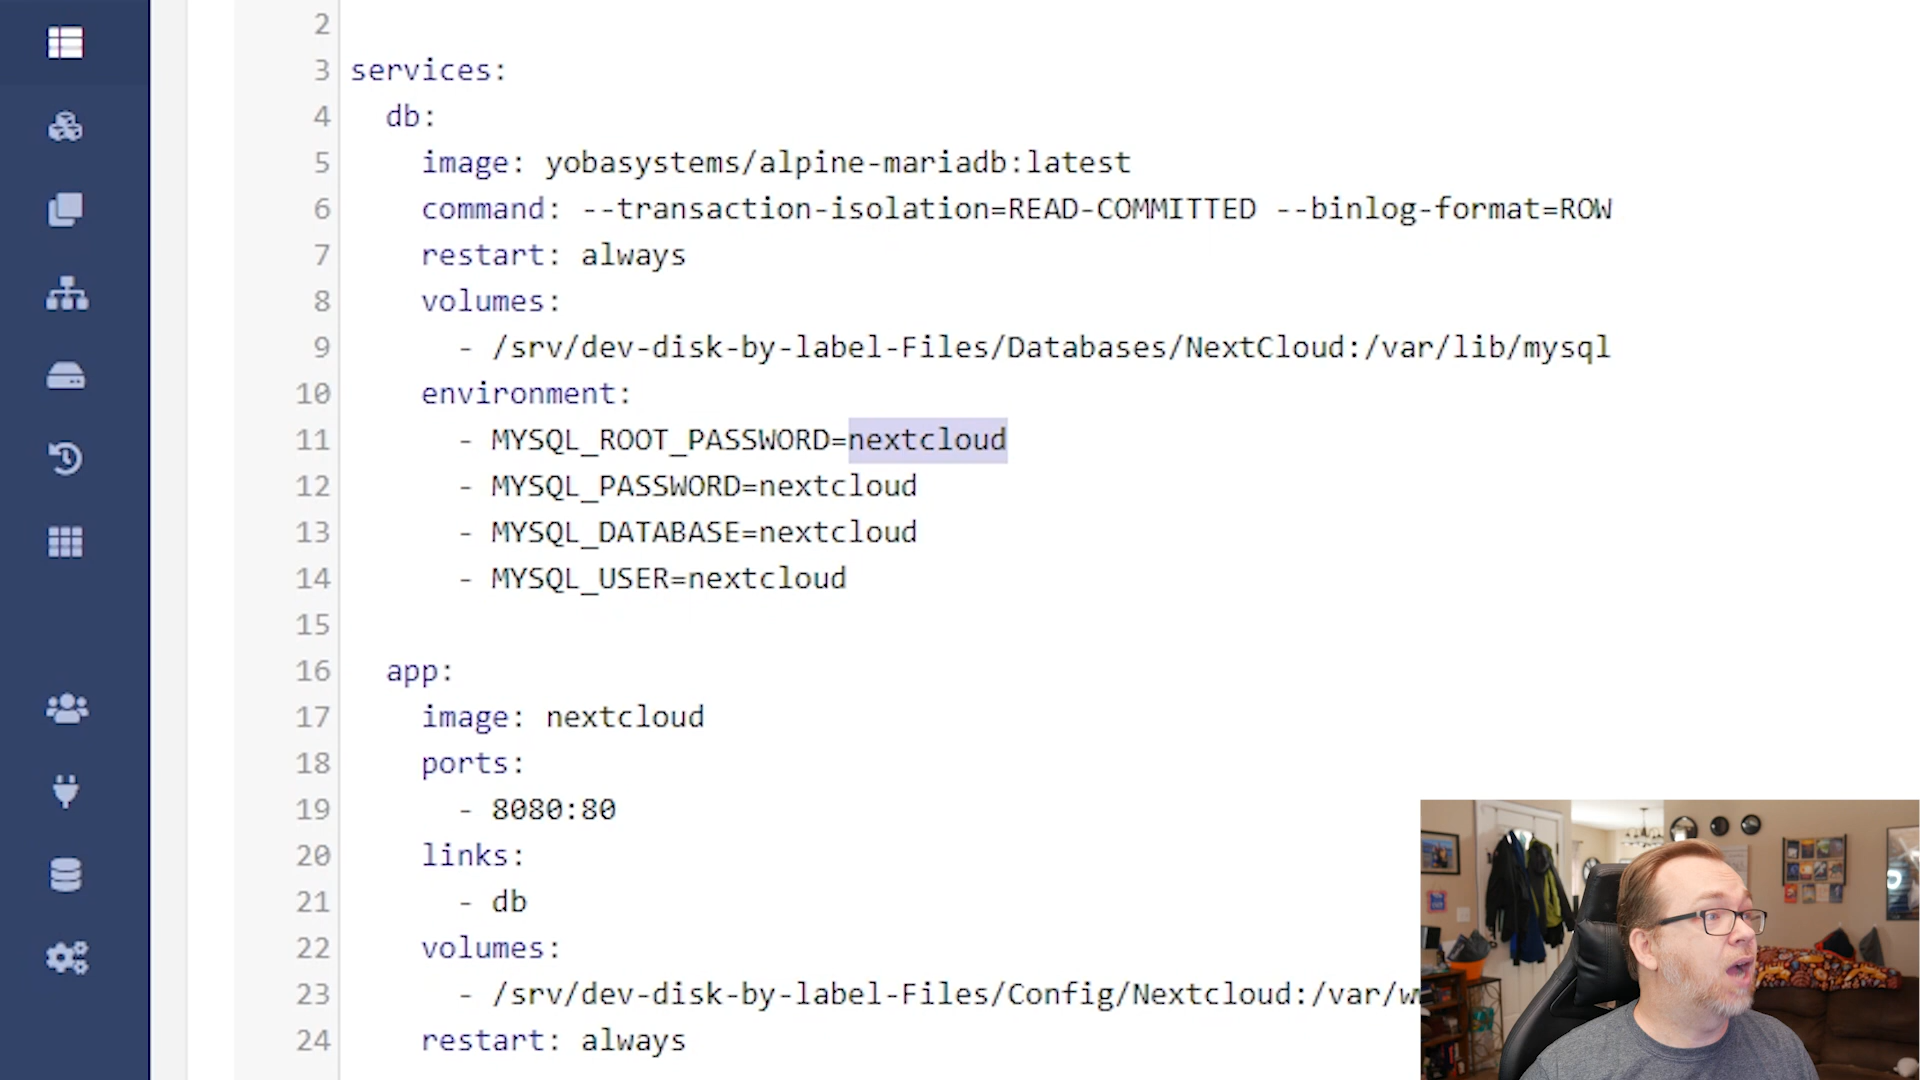 2
3 services:
4 db:
5 image: yobasystems/alpine-mariadb:latest
6 command: --transaction-isolation=READ-COMMITTED --binlog-format=ROW
7 restart: always
8 volumes:
9 - /srv/dev-disk-by-label-Files/Databases/NextCloud:/var/lib/mysql
10 environment:
11 - MYSQL_ROOT_PASSWORD=nextcloud
12 - MYSQL_PASSWORD=nextcloud
13 - MYSQL_DATABASE=nextcloud
14 - MYSQL_USER=nextcloud
15
16 app:
17 image: nextcloud
18 ports:
19 - 8080:80
20 links:
21 - db
22 volumes:
23 - /srv/dev-disk-by-label-Files/Config/Nextcloud:/var/w
24 restart: always